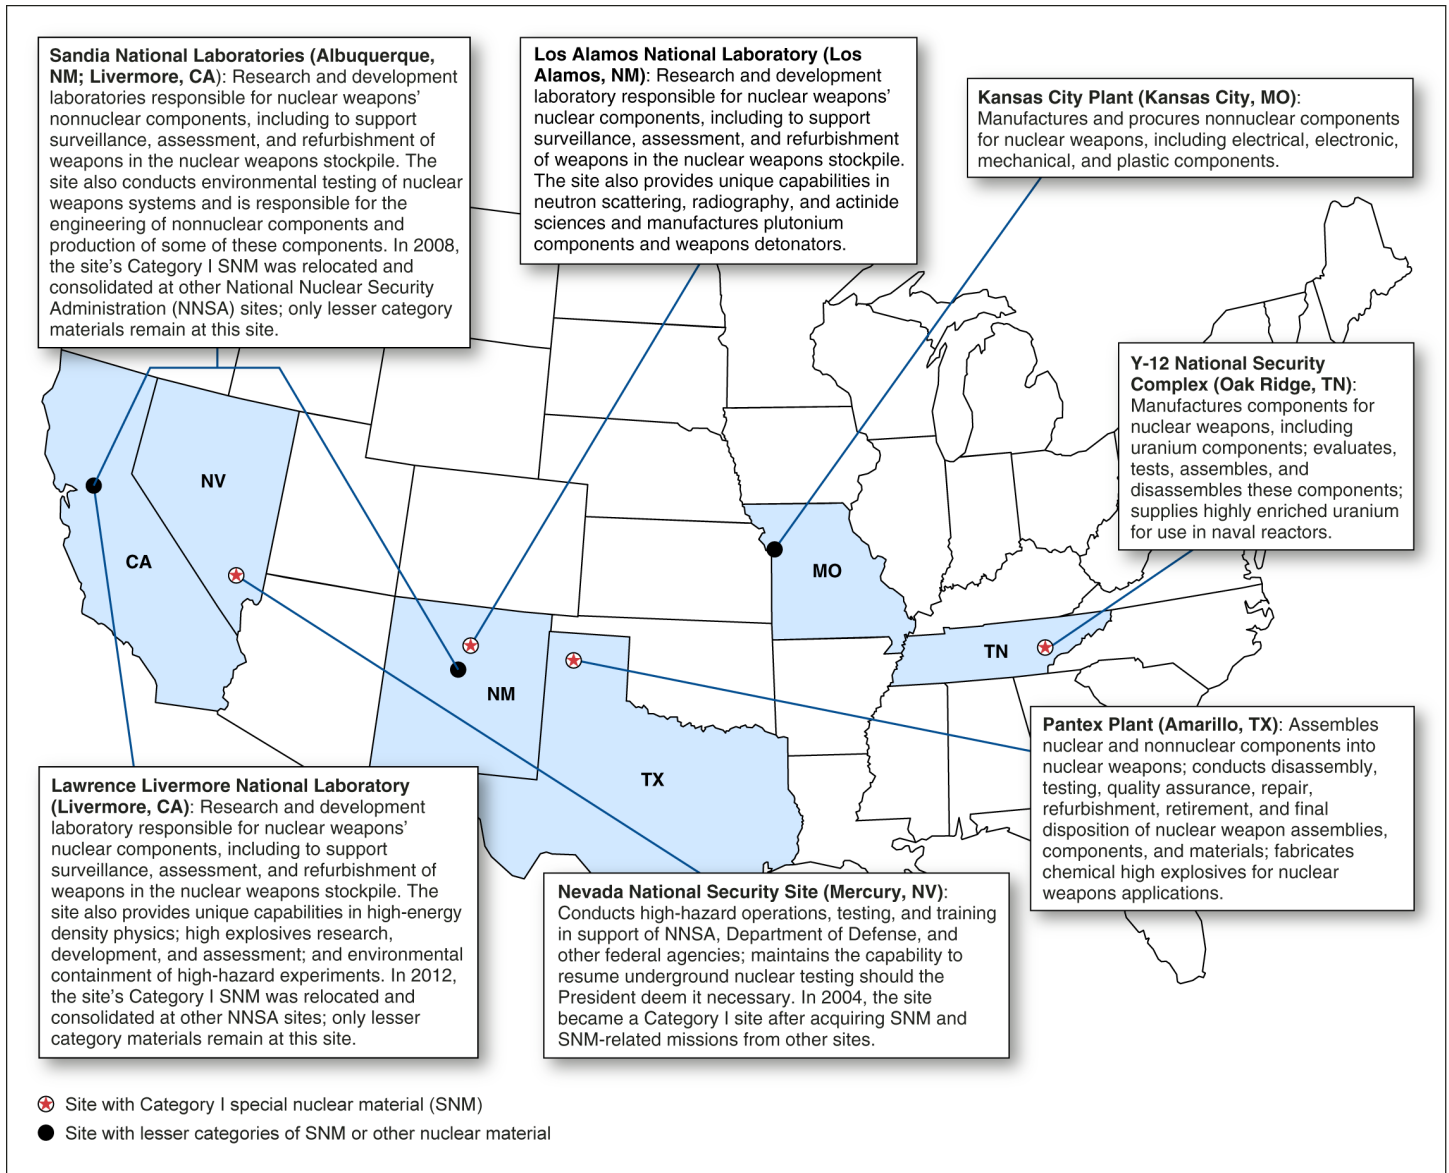 Sandia National Laboratories (Albuquerque,
NM; Livermore, CA): Research and development
laboratories responsible for nuclear weapons’
nonnuclear components, including to support
surveillance, assessment, and refurbishment of
weapons in the nuclear weapons stockpile. The
site also conducts environmental testing of nuclear
weapons systems and is responsible for the
engineering of nonnuclear components and
production of some of these components. In 2008,
the site’s Category I SNM was relocated and
consolidated at other National Nuclear Security
Administration (NNSA) sites; only lesser category
materials remain at this site.
Los Alamos National Laboratory (Los
Alamos, NM): Research and development
laboratory responsible for nuclear weapons’
nuclear components, including to support
surveillance, assessment, and refurbishment
of weapons in the nuclear weapons stockpile.
The site also provides unique capabilities in
neutron scattering, radiography, and actinide
sciences and manufactures plutonium
components and weapons detonators.
Kansas City Plant (Kansas City, MO):
Manufactures and procures nonnuclear components
for nuclear weapons, including electrical, electronic,
mechanical, and plastic components.
Y-12 National Security
Complex (Oak Ridge, TN):
Manufactures components for
nuclear weapons, including
uranium components; evaluates,
tests, assembles, and
disassembles these components;
supplies highly enriched uranium
for use in naval reactors.
NV
CA
MO
TN
NM
TX
Pantex Plant (Amarillo, TX): Assembles
nuclear and nonnuclear components into
nuclear weapons; conducts disassembly,
testing, quality assurance, repair,
refurbishment, retirement, and final
disposition of nuclear weapon assemblies,
components, and materials; fabricates
chemical high explosives for nuclear
weapons applications.
Lawrence Livermore National Laboratory
(Livermore, CA): Research and development
laboratory responsible for nuclear weapons’
nuclear components, including to support
surveillance, assessment, and refurbishment of
weapons in the nuclear weapons stockpile. The
site also provides unique capabilities in high-energy
density physics; high explosives research,
development, and assessment; and environmental
containment of high-hazard experiments. In 2012,
the site’s Category I SNM was relocated and
consolidated at other NNSA sites; only lesser
category materials remain at this site.
Nevada National Security Site (Mercury, NV):
Conducts high-hazard operations, testing, and training
in support of NNSA, Department of Defense, and
other federal agencies; maintains the capability to
resume underground nuclear testing should the
President deem it necessary. In 2004, the site
became a Category I site after acquiring SNM and
SNM-related missions from other sites.
Site with Category I special nuclear material (SNM)
Site with lesser categories of SNM or other nuclear material